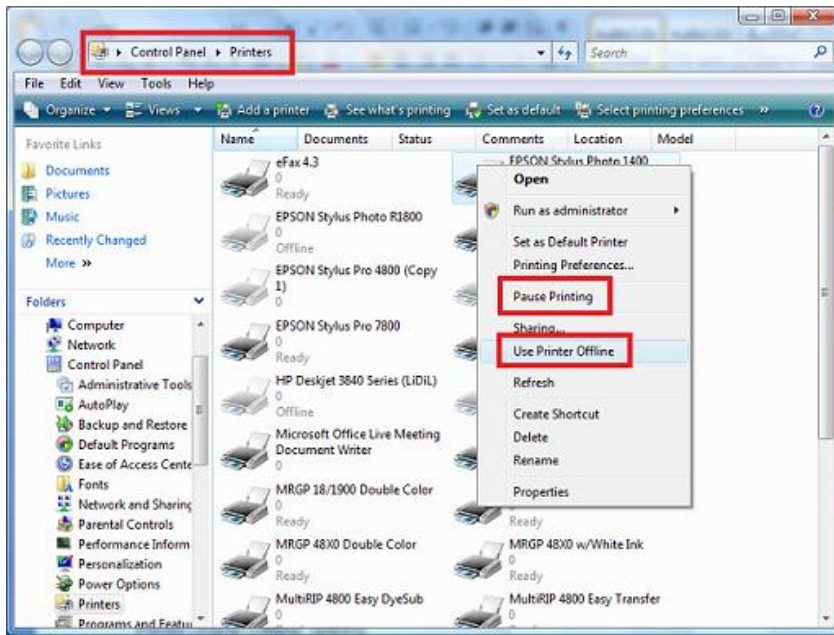 Control Panel ▸ Printers
Search
File Edit View Tools Help
Organize Views Add a printer See what's printing Set as default Select printing preferences »
Favorite Links
Documents
Pictures
Music
Recently Changed
More »
Folders
Computer
Network
Control Panel
Administrative Tools
AutoPlay
Backup and Restore
Default Programs
Ease of Access Cente
Fonts
Network and Sharing
Parental Controls
Performance Inform
Personalization
Power Options
Printers
Programs and Featu
Name Documents Status Comments Location Model
eFax 4.3
0
Ready
EPSON Stylus Photo R1800
0
Offline
EPSON Stylus Pro 4800 (Copy
1)
0
EPSON Stylus Pro 7800
0
Ready
HP Deskjet 3840 Series (LiDiL)
0
Offline
Microsoft Office Live Meeting
Document Writer
0
MRGP 18/1900 Double Color
0
Ready
MRGP 48X0 Double Color
0
Ready
MultiRIP 4800 Easy DyeSub
0
EPSON Stylus Photo 1400
Open
Run as administrator
Set as Default Printer
Printing Preferences...
Pause Printing
Sharing...
Use Printer Offline
Refresh
Create Shortcut
Delete
Rename
Properties
Ready
MRGP 48X0 w/White Ink
0
Ready
MultiRIP 4800 Easy Transfer
0